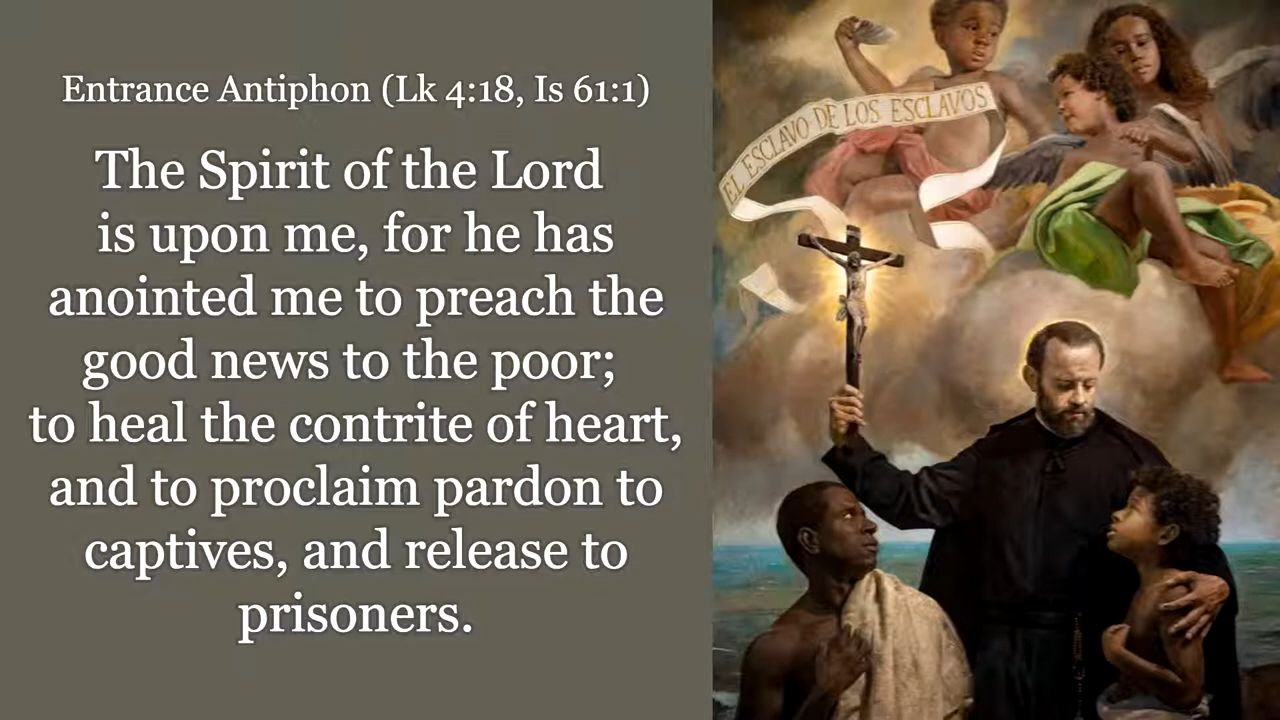 Entrance Antiphon (Lk 4:18, Is 61:1)
The Spirit of the Lord
is upon me, for he has
anointed me to preach the
good news to the poor;
to heal the contrite of heart,
and to proclaim pardon to
captives, and release to
prisoners.
EL ESCLAVO DE LOS ESCLAVOS